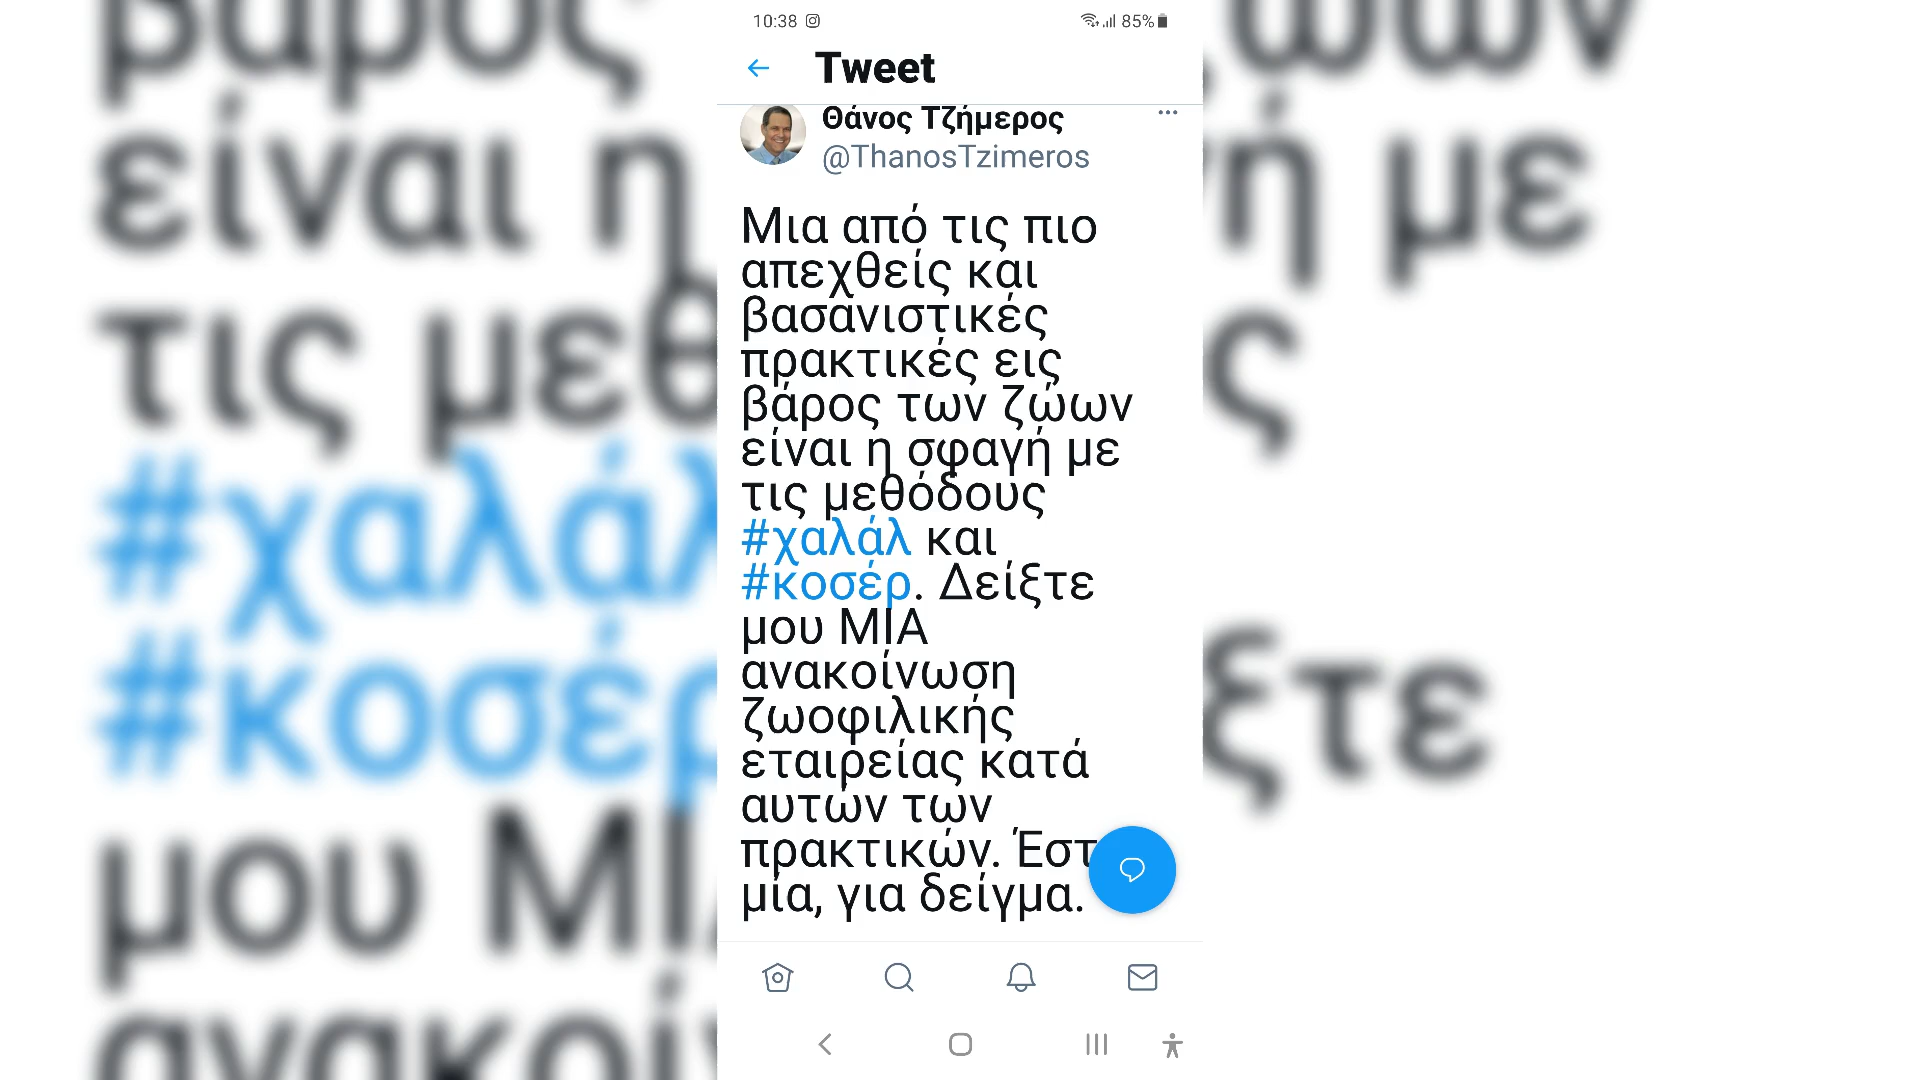 10:38
85%
Tweet
Θάνος Τζήμερος
@ThanosTzimeros
Μια από τις πιο
απεχθείς και
βασανιστικές
πρακτικές εις
βάρος των ζώων
είναι η σφαγή με
τις μεθόδους
#χαλάλ και
#κοσέρ. Δείξτε
μου ΜΙΑ
ανακοίνωση
ζωοφιλικής
εταιρείας κατά
αυτών των
πρακτικών. Έστ
μία, για δείγμα.